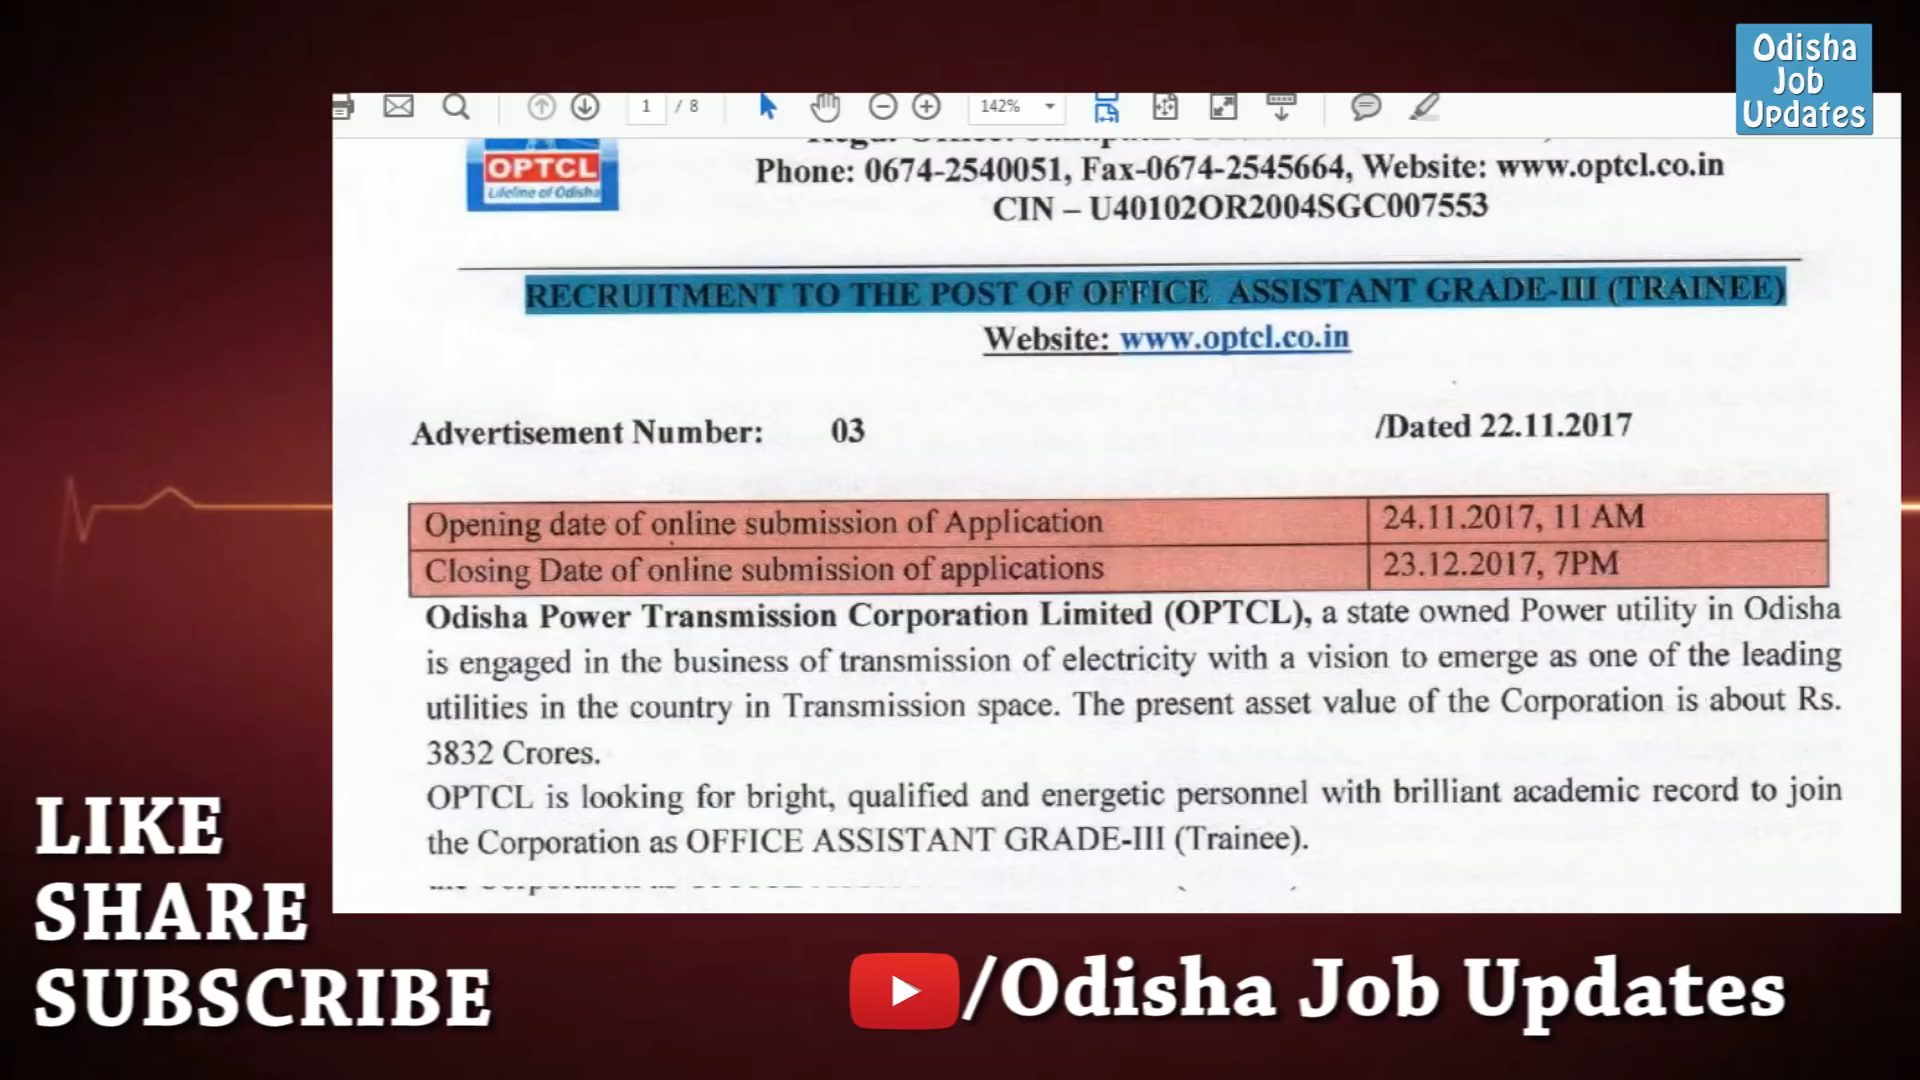 Odisha
Job
Updates
1 / 8
142%
OPTCL
Lifeline of Odisha
Phone: 0674-2540051, Fax-0674-2545664, Website: www.optcl.co.in
CIN – U40102OR2004SGC007553
RECRUITMENT TO THE POST OF OFFICE ASSISTANT GRADE-III (TRAINEE)
Website: www.optcl.co.in
Advertisement Number: 03 /Dated 22.11.2017
Opening date of online submission of Application 24.11.2017, 11 AM
Closing Date of online submission of applications 23.12.2017, 7PM
Odisha Power Transmission Corporation Limited (OPTCL), a state owned Power utility in Odisha
is engaged in the business of transmission of electricity with a vision to emerge as one of the leading
utilities in the country in Transmission space. The present asset value of the Corporation is about Rs.
3832 Crores.
OPTCL is looking for bright, qualified and energetic personnel with brilliant academic record to join
the Corporation as OFFICE ASSISTANT GRADE-III (Trainee).
LIKE
SHARE
SUBSCRIBE
/Odisha Job Updates